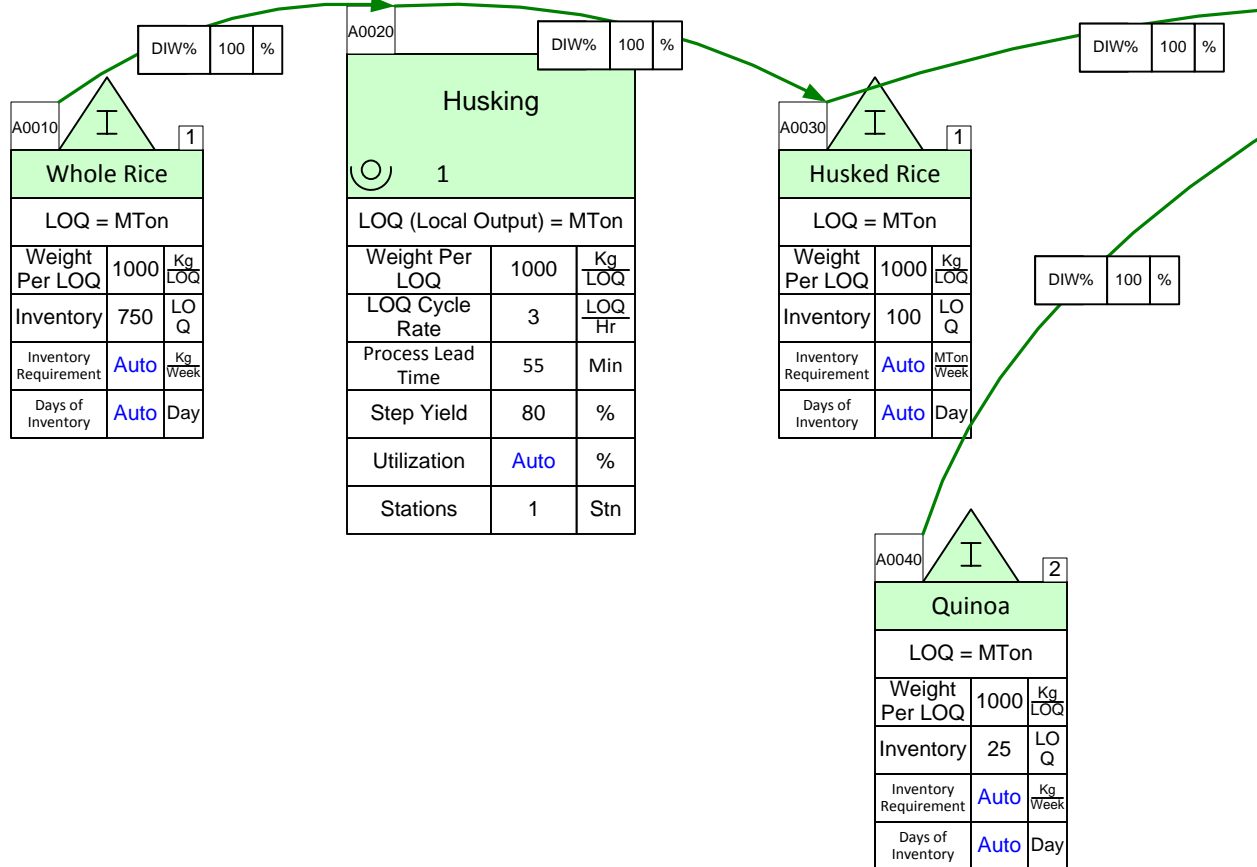 A0020
DIW% 100 %
DIW% 100 %
DIW% 100 %
A0010
I
1
Whole Rice
LOQ = MTon
Weight Per LOQ 1000 Kg LOQ
Inventory 750 LO Q
Inventory Requirement Auto Kg Week
Days of Inventory Auto Day
Husking
1
LOQ (Local Output) = MTon
Weight Per LOQ 1000 Kg LOQ
LOQ Cycle Rate 3 LOQ Hr
Process Lead Time 55 Min
Step Yield 80 %
Utilization Auto %
Stations 1 Stn
A0030
I
1
Husked Rice
LOQ = MTon
Weight Per LOQ 1000 Kg LOQ
Inventory 100 LO Q
Inventory Requirement Auto MTon Week
Days of Inventory Auto Day
DIW% 100 %
A0040
I
2
Quinoa
LOQ = MTon
Weight Per LOQ 1000 Kg LOQ
Inventory 25 LO Q
Inventory Requirement Auto Kg Week
Days of Inventory Auto Day